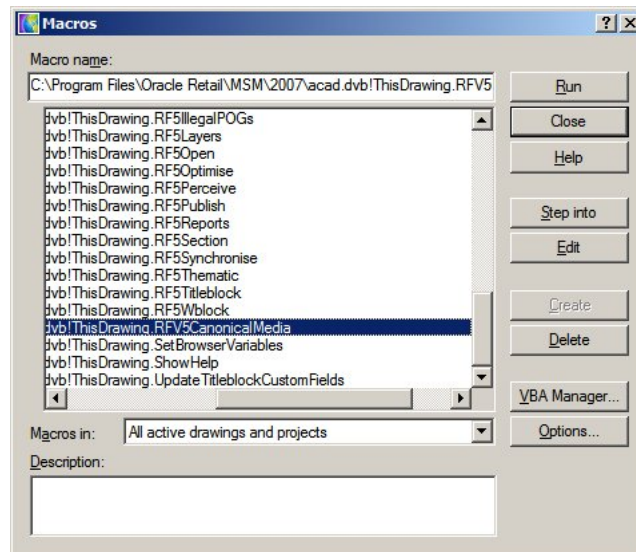 Macros
Macro name:
C:\Program Files\Oracle Retail\MSM\2007\acad.dvb!ThisDrawing.RFV5
Run
dvb!ThisDrawing.RF5IllegalPOGs
Close
dvb!ThisDrawing.RF5Layers
dvb!ThisDrawing.RF5Open
Help
dvb!ThisDrawing.RF5Optimise
dvb!ThisDrawing.RF5Perceive
dvb!ThisDrawing.RF5Publish
Step into
dvb!ThisDrawing.RF5Reports
dvb!ThisDrawing.RF5Section
Edit
dvb!ThisDrawing.RF5Synchronise
dvb!ThisDrawing.RF5Thematic
dvb!ThisDrawing.RF5Titleblock
Create
dvb!ThisDrawing.RF5Wblock
dvb!ThisDrawing.RFV5CanonicalMedia
Delete
dvb!ThisDrawing.SetBrowserVariables
dvb!ThisDrawing.ShowHelp
dvb!ThisDrawing.UpdateTitleblockCustomFields
VBA Manager...
Macros in:
All active drawings and projects
Options...
Description: